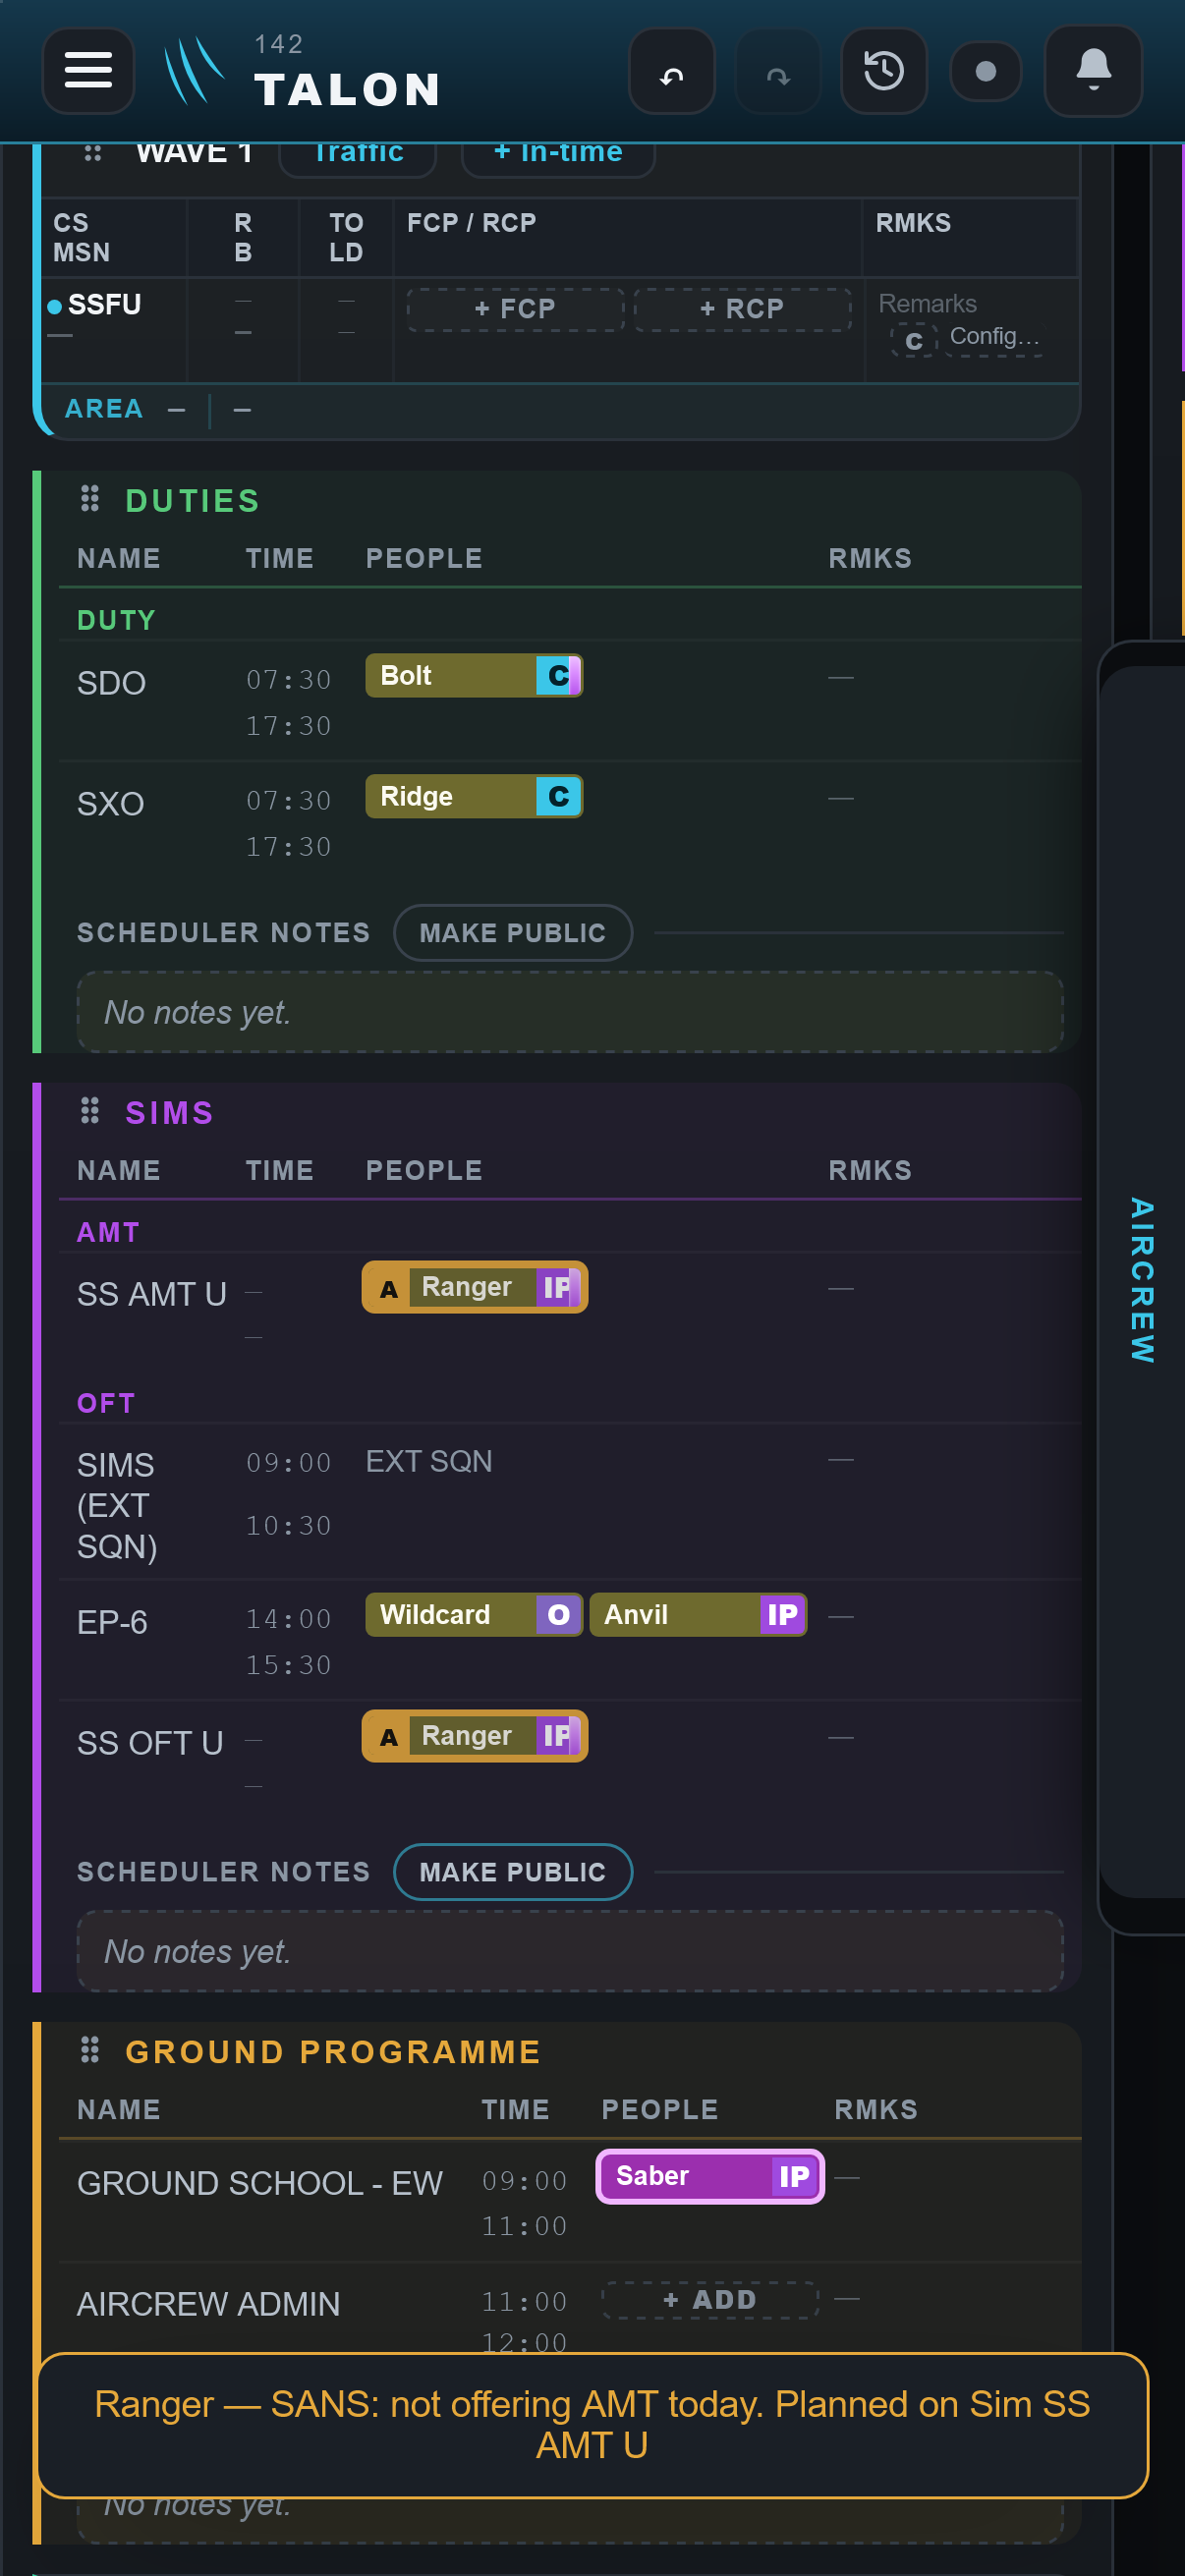 142
TALON
WAVE 1 Traffic + In-time
CS MSN R B TO LD FCP / RCP RMKS
SSFU — — + FCP + RCP Remarks
— — — C Config...
AREA — | —
DUTIES
NAME TIME PEOPLE RMKS
DUTY
SDO 07:30 Bolt C —
17:30
SXO 07:30 Ridge C —
17:30
SCHEDULER NOTES MAKE PUBLIC
No notes yet.
SIMS
NAME TIME PEOPLE RMKS
AMT
SS AMT U — A Ranger IP —
—
OFT
SIMS (EXT SQN) 09:00 EXT SQN —
10:30
EP-6 14:00 Wildcard O Anvil IP —
15:30
SS OFT U — A Ranger IP —
—
SCHEDULER NOTES MAKE PUBLIC
No notes yet.
AIRCREW
GROUND PROGRAMME
NAME TIME PEOPLE RMKS
GROUND SCHOOL - EW 09:00 Saber IP —
11:00
AIRCREW ADMIN 11:00 + ADD —
12:00
Ranger — SANS: not offering AMT today. Planned on Sim SS
AMT U
No notes yet.